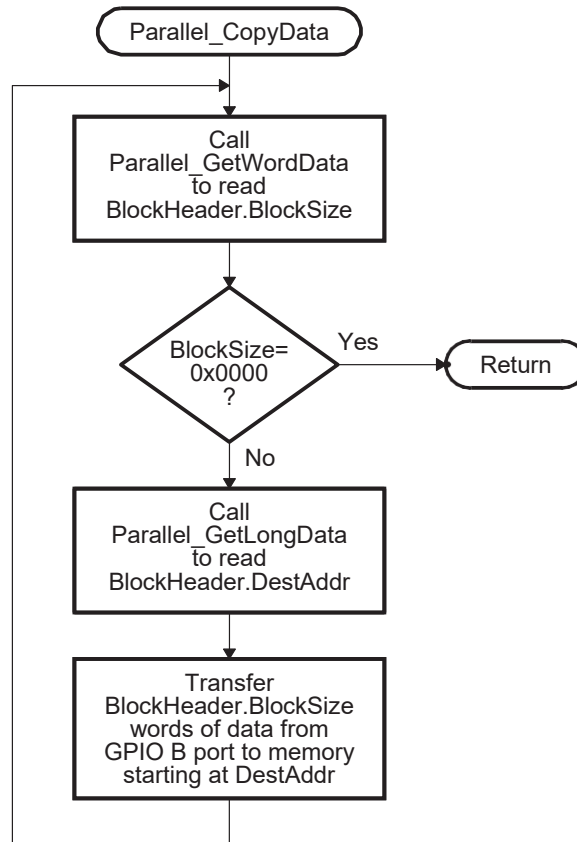 Parallel_CopyData
Call
Parallel_GetWordData
to read
BlockHeader.BlockSize
BlockSize=
0x0000
?
Yes
Return
No
Call
Parallel_GetLongData
to read
BlockHeader.DestAddr
Transfer
BlockHeader.BlockSize
words of data from
GPIO B port to memory
starting at DestAddr